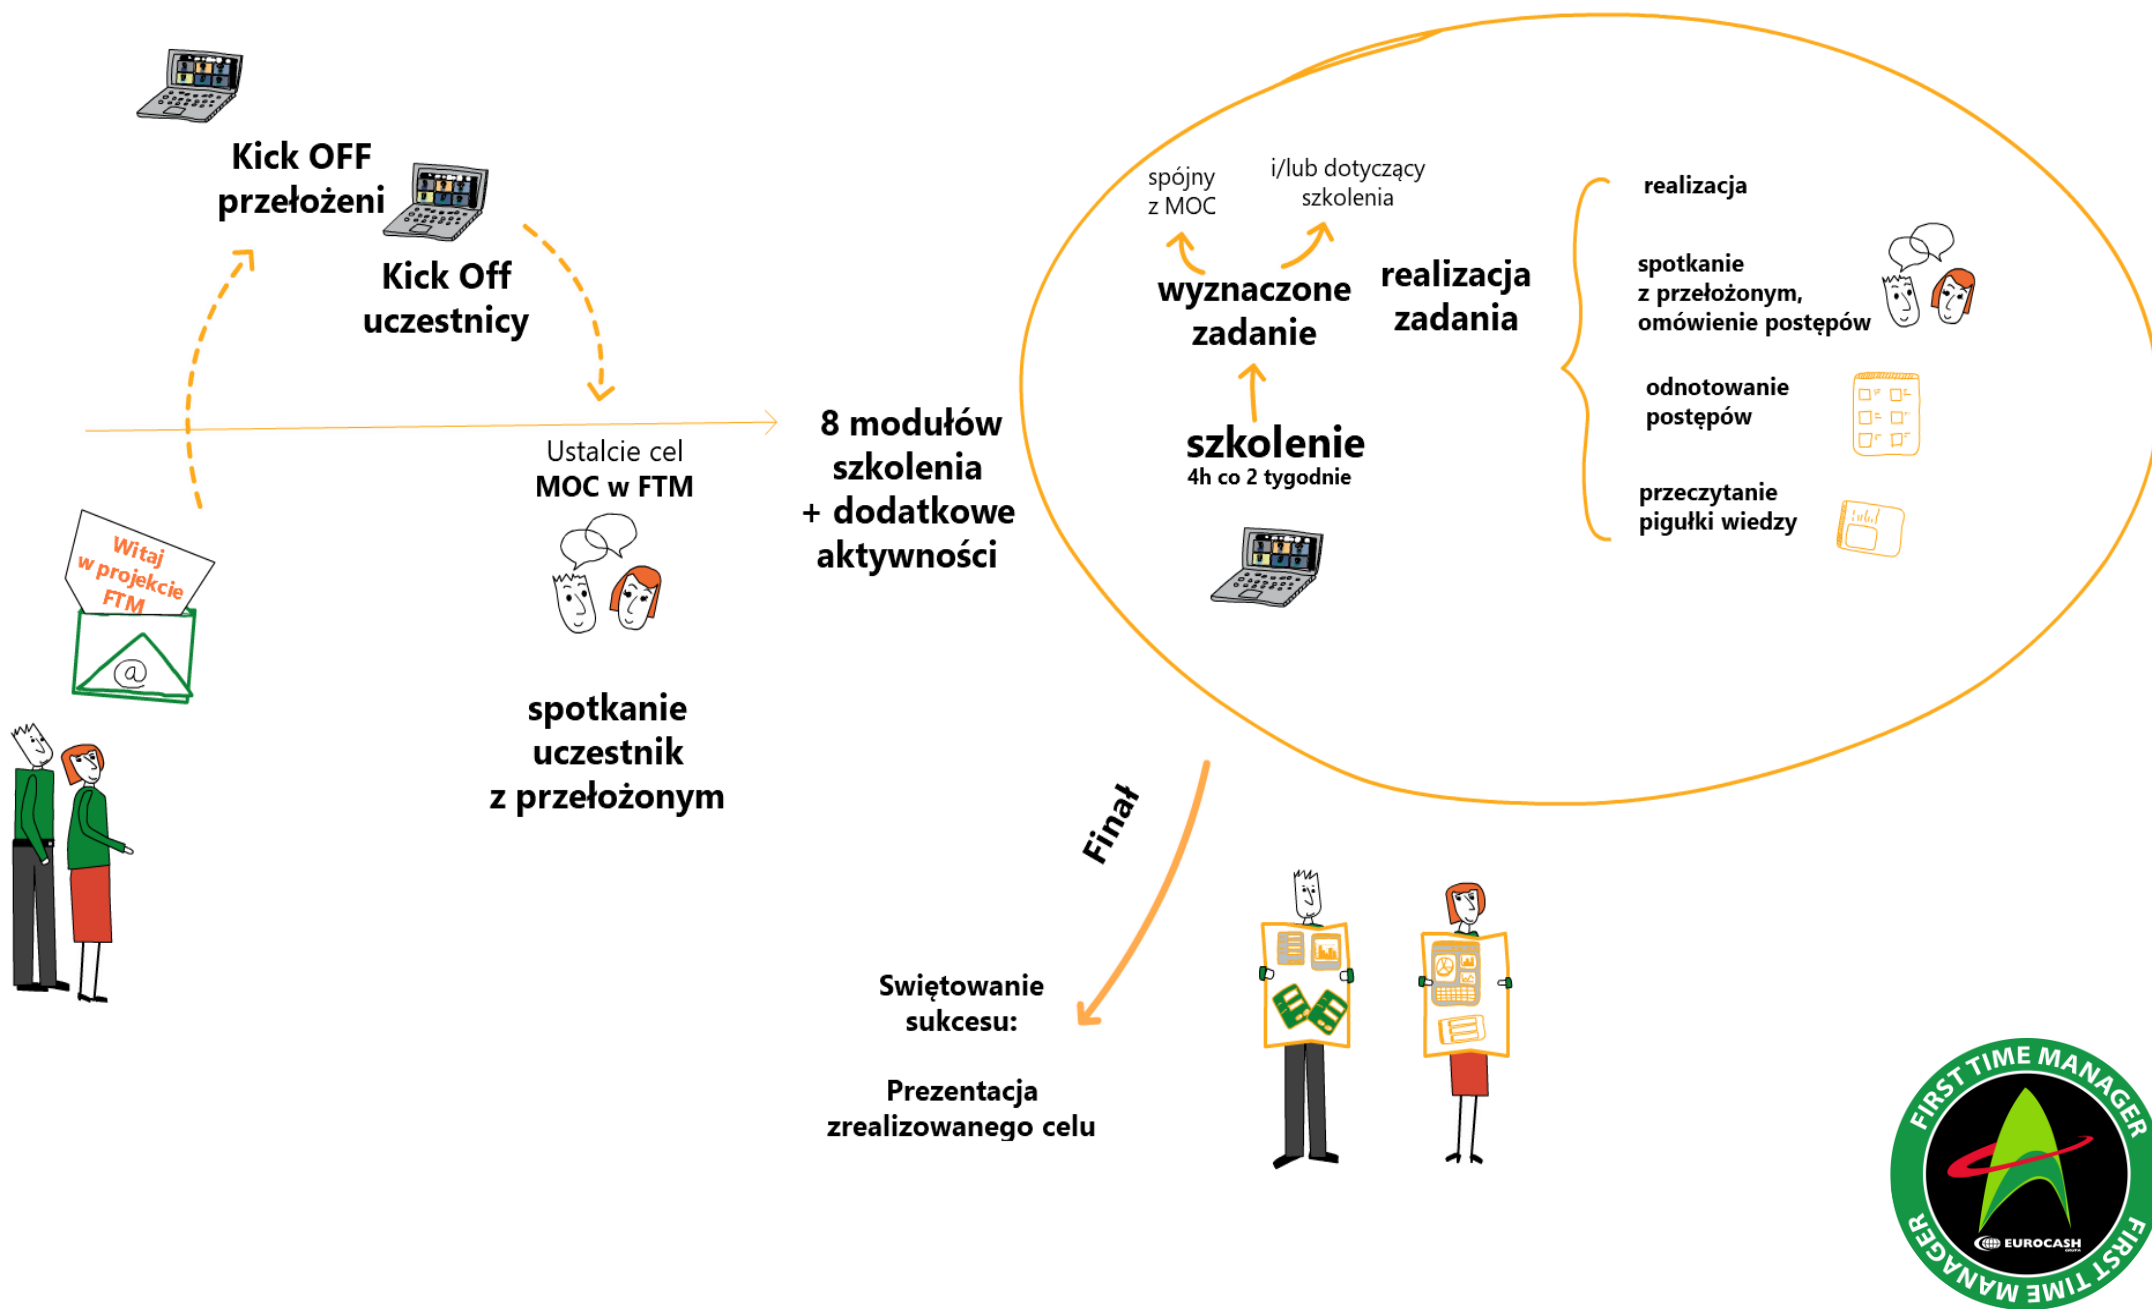 Kick OFF
przełożeni
Kick Off
uczestnicy
Witaj
w projekcie
FTM
@
Ustalcie cel
MOC w FTM
spotkanie
uczestnik
z przełożonym
8 modułów
szkolenia
+ dodatkowe
aktywności
spójny
z MOC
i/lub dotyczący
szkolenia
wyznaczone
zadanie
szkolenie
4h co 2 tygodnie
realizacja
zadania
realizacja
spotkanie
z przełożonym,
omówienie postępów
odnotowanie
postępów
przeczytanie
pigułki wiedzy
Finał
Swiętowanie
sukcesu:
Prezentacja
zrealizowanego celu
FIRST TIME MANAGER
EUROCASH
GRUPA
FIRST TIME MANAGER